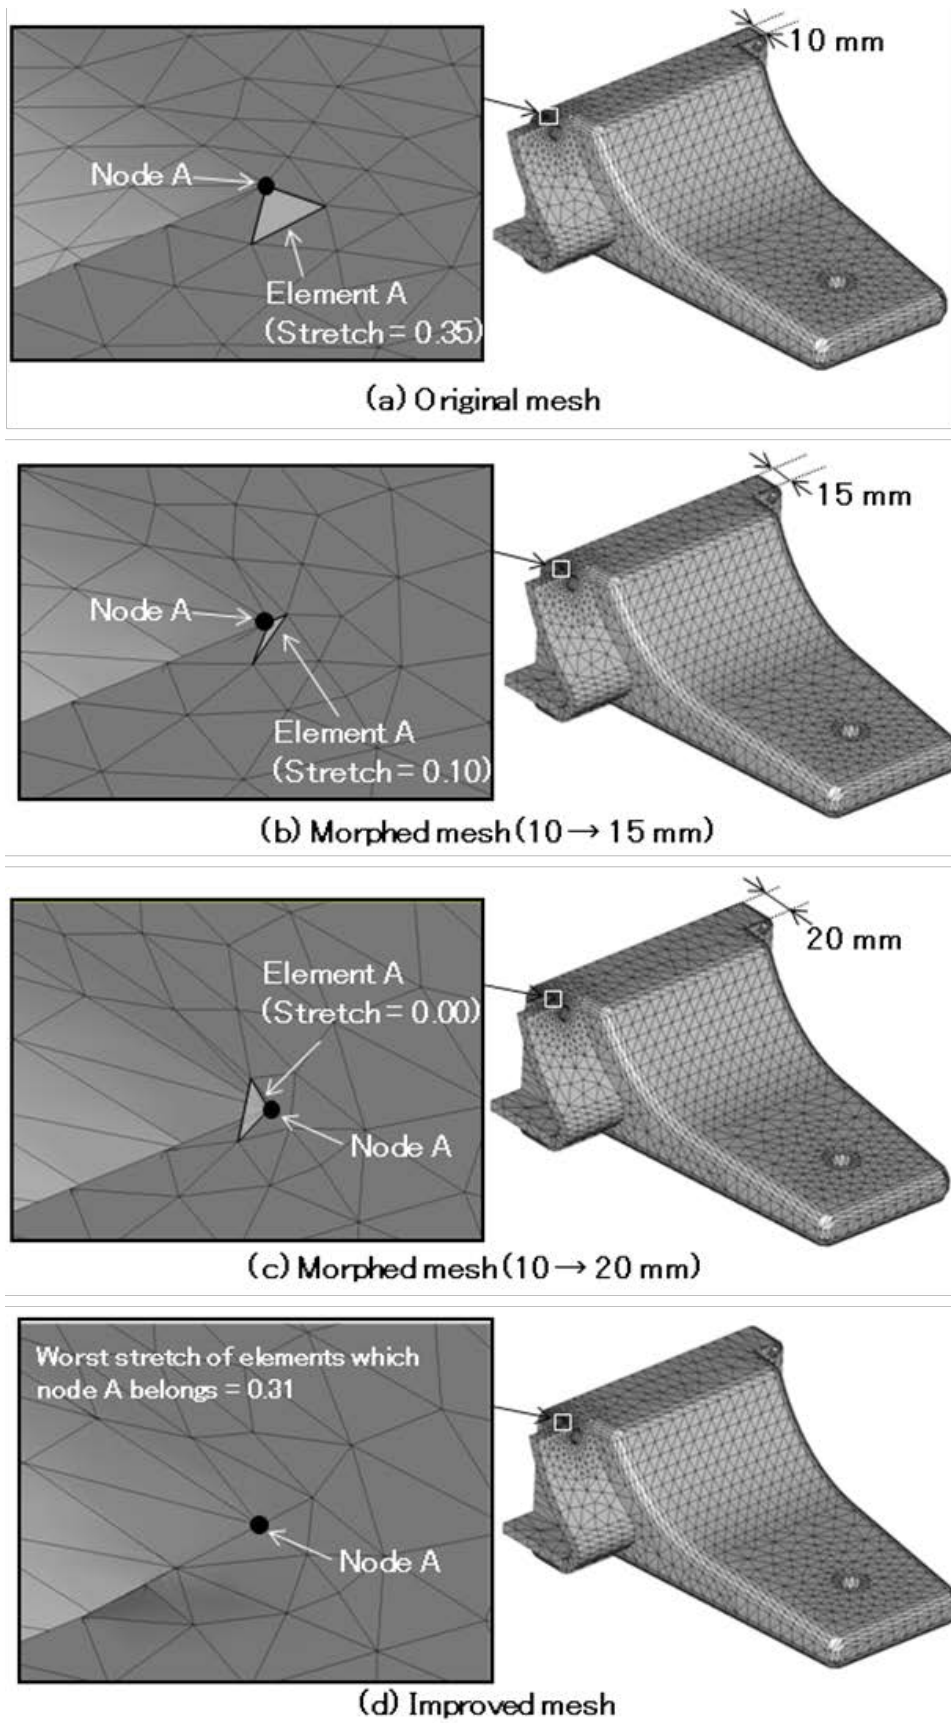 10 mm
Node A
Element A
(Stretch = 0.35)
(a) Original mesh
15 mm
Node A
Element A
(Stretch = 0.10)
(b) Morphed mesh (10 → 15 mm)
20 mm
Element A
(Stretch = 0.00)
Node A
(c) Morphed mesh (10 → 20 mm)
Worst stretch of elements which
node A belongs = 0.31
Node A
(d) Improved mesh